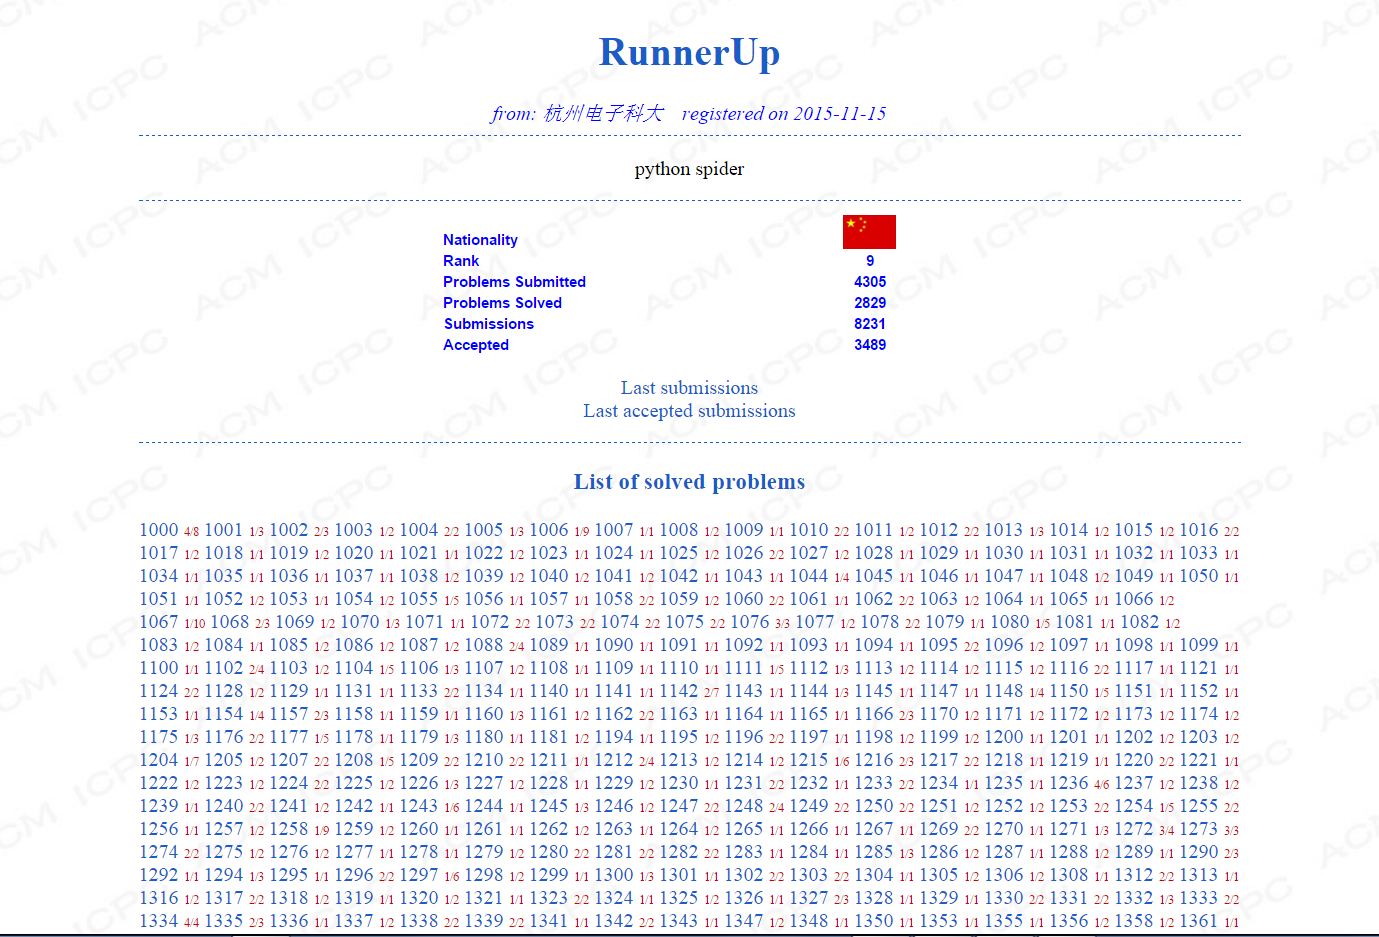 RunnerUp
from: 杭州电子科大 registered on 2015-11-15
python spider
Nationality
Rank 9
Problems Submitted 4305
Problems Solved 2829
Submissions 8231
Accepted 3489
Last submissions
Last accepted submissions
List of solved problems
1000 4/8 1001 1/3 1002 2/3 1003 1/2 1004 2/2 1005 1/3 1006 1/9 1007 1/1 1008 1/2 1009 1/1 1010 2/2 1011 1/2 1012 2/2 1013 1/3 1014 1/2 1015 1/2 1016 2/2
1017 1/2 1018 1/1 1019 1/2 1020 1/1 1021 1/1 1022 1/2 1023 1/1 1024 1/1 1025 1/2 1026 2/2 1027 1/2 1028 1/1 1029 1/1 1030 1/1 1031 1/1 1032 1/1 1033 1/1
1034 1/1 1035 1/1 1036 1/1 1037 1/1 1038 1/2 1039 1/2 1040 1/2 1041 1/2 1042 1/1 1043 1/1 1044 1/4 1045 1/1 1046 1/1 1047 1/1 1048 1/2 1049 1/1 1050 1/1
1051 1/1 1052 1/2 1053 1/1 1054 1/2 1055 1/5 1056 1/1 1057 1/1 1058 2/2 1059 1/2 1060 2/2 1061 1/1 1062 2/2 1063 1/2 1064 1/1 1065 1/1 1066 1/2
1067 1/10 1068 2/3 1069 1/2 1070 1/3 1071 1/1 1072 2/2 1073 2/2 1074 2/2 1075 2/2 1076 3/3 1077 1/2 1078 2/2 1079 1/1 1080 1/5 1081 1/1 1082 1/2
1083 1/2 1084 1/1 1085 1/2 1086 1/2 1087 1/2 1088 2/4 1089 1/1 1090 1/1 1091 1/1 1092 1/1 1093 1/1 1094 1/1 1095 2/2 1096 1/2 1097 1/1 1098 1/1 1099 1/1
1100 1/1 1102 2/4 1103 1/2 1104 1/5 1106 1/3 1107 1/2 1108 1/1 1109 1/1 1110 1/1 1111 1/5 1112 1/3 1113 1/2 1114 1/2 1115 1/2 1116 2/2 1117 1/1 1121 1/1
1124 2/2 1128 1/2 1129 1/1 1131 1/1 1133 2/2 1134 1/1 1140 1/1 1141 1/1 1142 2/7 1143 1/1 1144 1/3 1145 1/1 1147 1/1 1148 1/4 1150 1/5 1151 1/1 1152 1/1
1153 1/1 1154 1/4 1157 2/3 1158 1/1 1159 1/1 1160 1/3 1161 1/2 1162 2/2 1163 1/1 1164 1/1 1165 1/1 1166 2/3 1170 1/2 1171 1/2 1172 1/2 1173 1/2 1174 1/2
1175 1/3 1176 2/2 1177 1/5 1178 1/1 1179 1/3 1180 1/1 1181 1/2 1194 1/1 1195 1/2 1196 2/2 1197 1/1 1198 1/2 1199 1/2 1200 1/1 1201 1/1 1202 1/2 1203 1/2
1204 1/7 1205 1/2 1207 2/2 1208 1/5 1209 2/2 1210 2/2 1211 1/1 1212 2/4 1213 1/2 1214 1/2 1215 1/6 1216 2/3 1217 2/2 1218 1/1 1219 1/1 1220 2/2 1221 1/1
1222 1/2 1223 1/2 1224 2/2 1225 1/2 1226 1/3 1227 1/2 1228 1/1 1229 1/2 1230 1/1 1231 2/2 1232 1/1 1233 2/2 1234 1/1 1235 1/1 1236 4/6 1237 1/2 1238 1/2
1239 1/1 1240 2/2 1241 1/2 1242 1/1 1243 1/6 1244 1/1 1245 1/3 1246 1/2 1247 2/2 1248 2/4 1249 2/2 1250 2/2 1251 1/2 1252 1/2 1253 2/2 1254 1/5 1255 2/2
1256 1/1 1257 1/2 1258 1/9 1259 1/2 1260 1/1 1261 1/1 1262 1/2 1263 1/1 1264 1/2 1265 1/1 1266 1/1 1267 1/1 1269 2/2 1270 1/1 1271 1/3 1272 3/4 1273 3/3
1274 2/2 1275 1/2 1276 1/2 1277 1/1 1278 1/1 1279 1/2 1280 2/2 1281 2/2 1282 2/2 1283 1/1 1284 1/1 1285 1/3 1286 1/2 1287 1/1 1288 1/2 1289 1/1 1290 2/3
1292 1/1 1294 1/3 1295 1/1 1296 2/2 1297 1/6 1298 1/2 1299 1/1 1300 1/3 1301 1/1 1302 2/2 1303 2/2 1304 1/1 1305 1/2 1306 1/2 1308 1/1 1312 2/2 1313 1/1
1316 1/2 1317 2/2 1318 1/2 1319 1/1 1320 1/2 1321 1/1 1323 2/2 1324 1/1 1325 1/2 1326 1/1 1327 2/3 1328 1/1 1329 1/1 1330 2/2 1331 2/2 1332 1/3 1333 2/2
1334 4/4 1335 2/3 1336 1/1 1337 1/2 1338 2/2 1339 2/2 1341 1/1 1342 2/2 1343 1/1 1347 1/2 1348 1/1 1350 1/1 1353 1/1 1355 1/1 1356 1/2 1358 1/2 1361 1/1